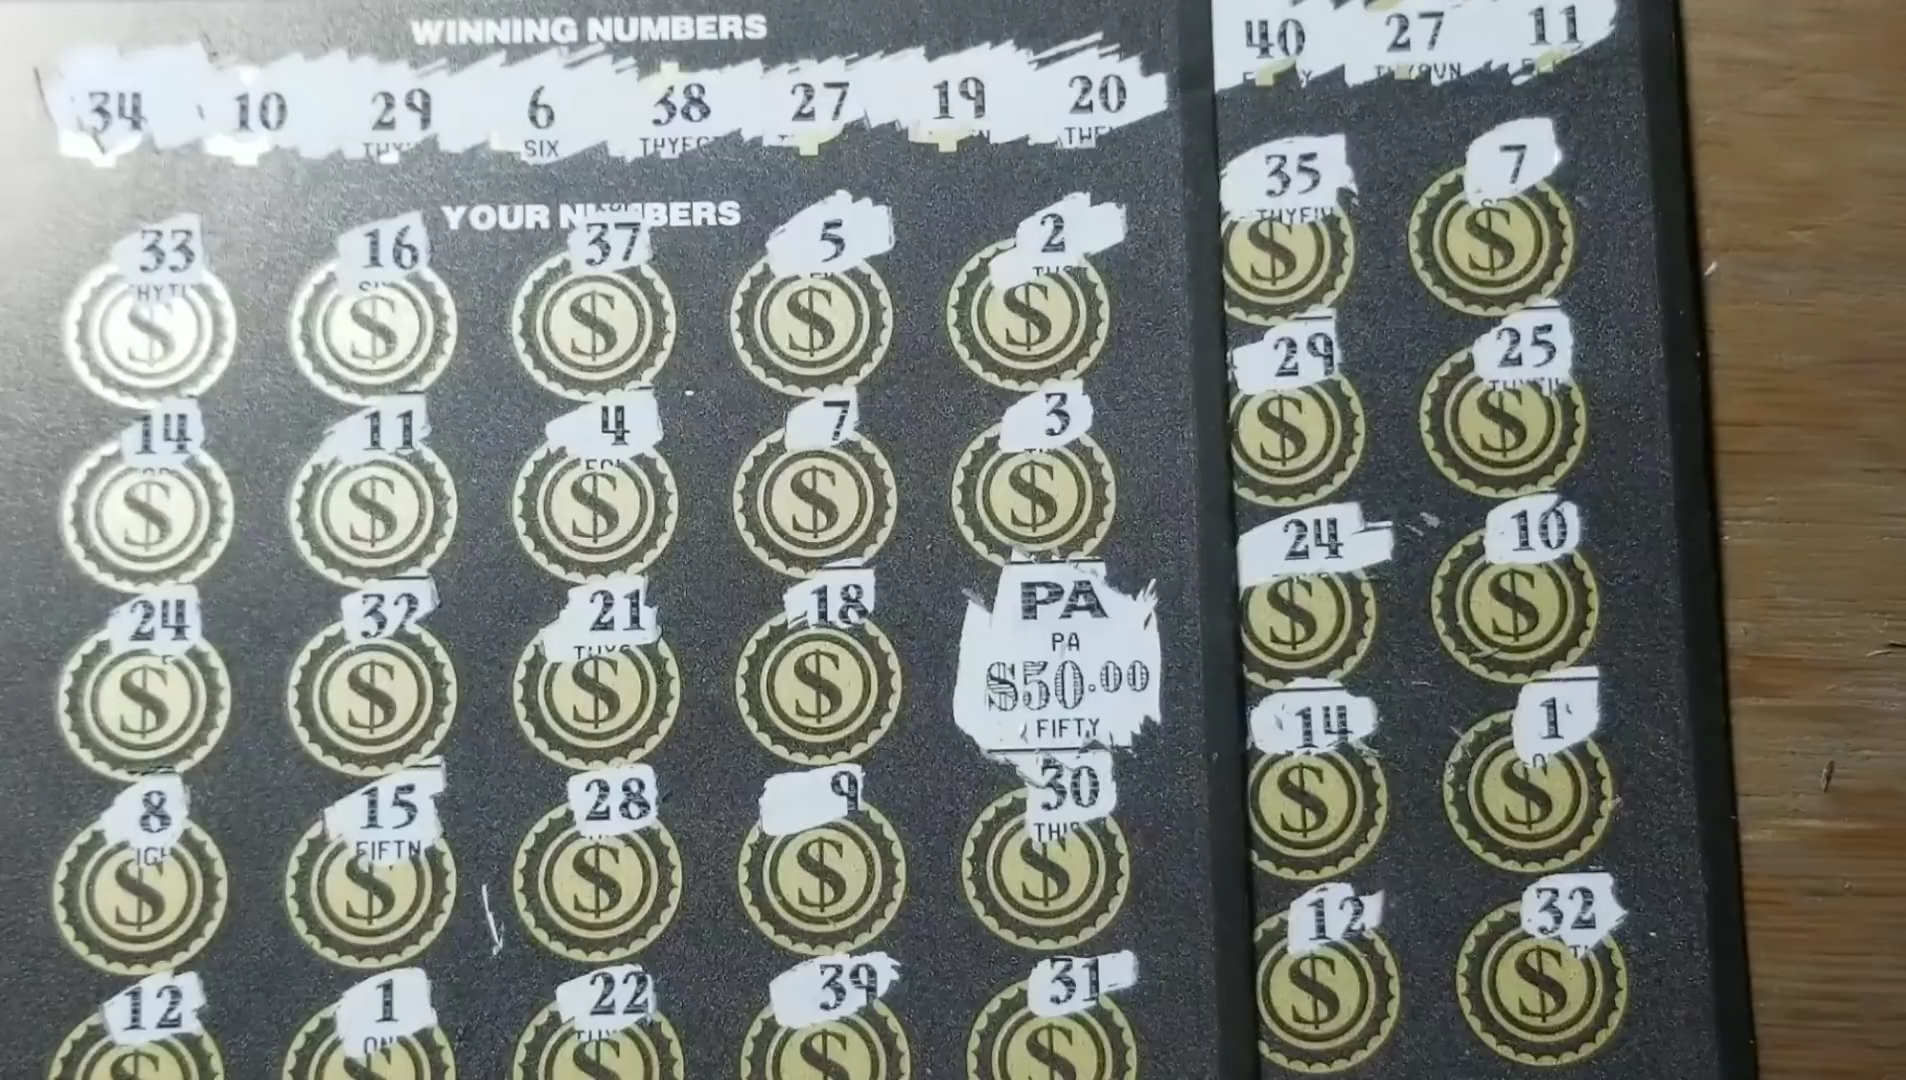 WINNING NUMBERS
34 10 29 6 38 27 19 20
SIX
YOUR NUMBERS
33 16 37 5 2
14 11 4 7 3
24 32 21 18 PA
PA
$50.00
FIFTY
8 15 28 9 30
FIFTN
12 1 22 39 31
40 27 11
35 7
29 25
24 10
14 1
12 32